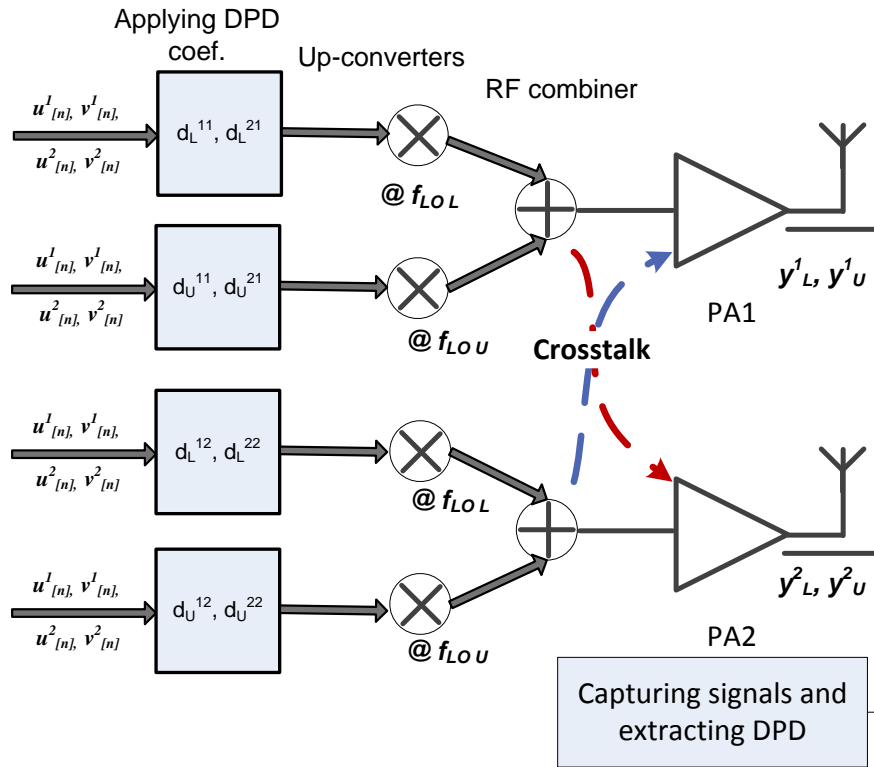 Applying DPD
coef.
Up-converters
RF combiner
u¹[n], v¹[n],
u²[n], v²[n]
dL¹¹, dL²¹
@ fLO L
u¹[n], v¹[n],
u²[n], v²[n]
dU¹¹, dU²¹
@ fLO U
y¹L, y¹U
PA1
Crosstalk
u¹[n], v¹[n],
u²[n], v²[n]
dL¹², dL²²
@ fLO L
u¹[n], v¹[n],
u²[n], v²[n]
dU¹², dU²²
@ fLO U
y²L, y²U
PA2
Capturing signals and
extracting DPD